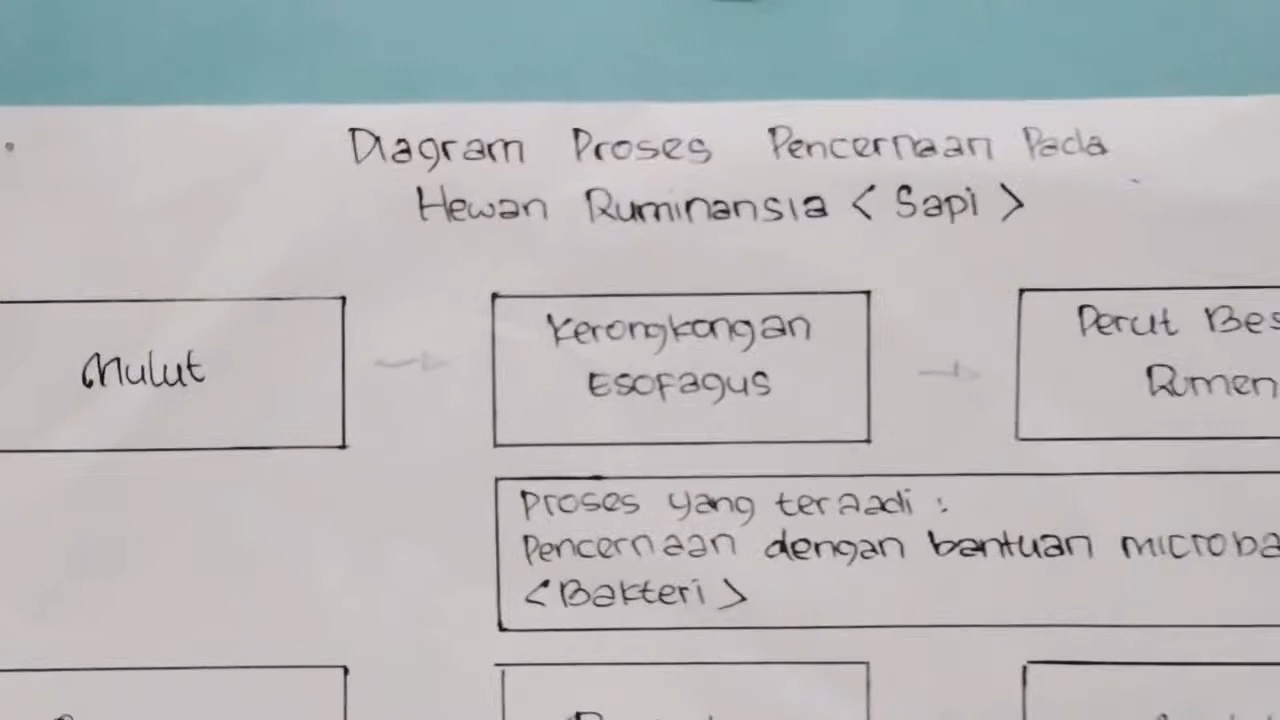 Diagram Proses Pencernaan Pada
Hewan Ruminansia < Sapi >
Mulut
Kerongkongan
Esofagus
Perut Bes
Rumen
Proses yang teraadi :
Pencernaan dengan bantuan microba
<Bakteri>